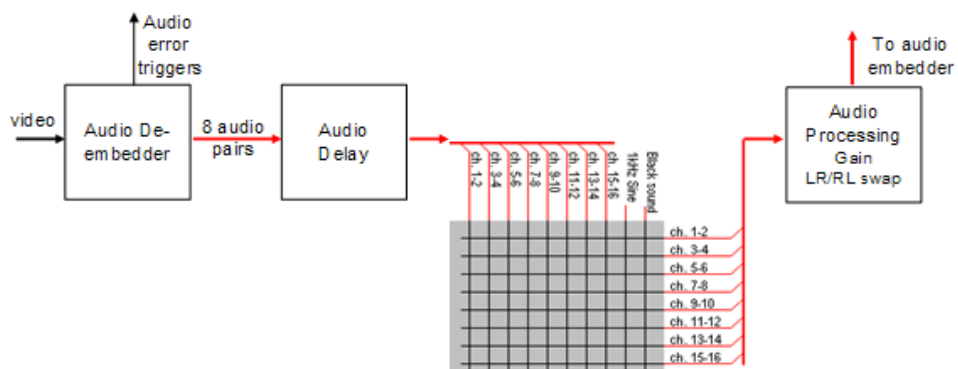 Audio
error
triggers
video
Audio De-
embedder
8 audio
pairs
Audio
Delay
ch. 1-2
ch. 3-4
ch. 5-6
ch. 7-8
ch. 9-10
ch. 11-12
ch. 13-14
ch. 15-16
1kHz Sine
Black sound
ch. 1-2
ch. 3-4
ch. 5-6
ch. 7-8
ch. 9-10
ch. 11-12
ch. 13-14
ch. 15-16
To audio
embedder
Audio
Processing
Gain
LR/RL swap